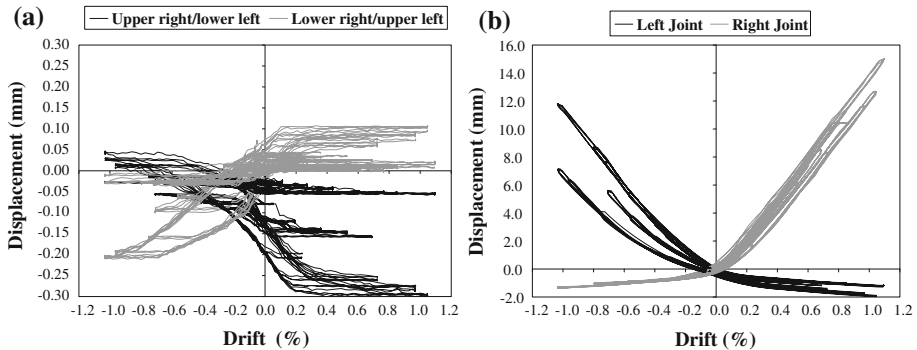 (a)
Upper right/lower left Lower right/upper left
Displacement (mm)
0.30
0.25
0.20
0.15
0.10
0.05
0.00
-0.05
-0.10
-0.15
-0.20
-0.25
-0.30
-1.2 -1.0 -0.8 -0.6 -0.4 -0.2 0.0 0.2 0.4 0.6 0.8 1.0 1.2
Drift (%)
(b)
Left Joint Right Joint
Displacement (mm)
16.0
14.0
12.0
10.0
8.0
6.0
4.0
2.0
0.0
-2.0
-1.2 -1.0 -0.8 -0.6 -0.4 -0.2 0.0 0.2 0.4 0.6 0.8 1.0 1.2
Drift (%)